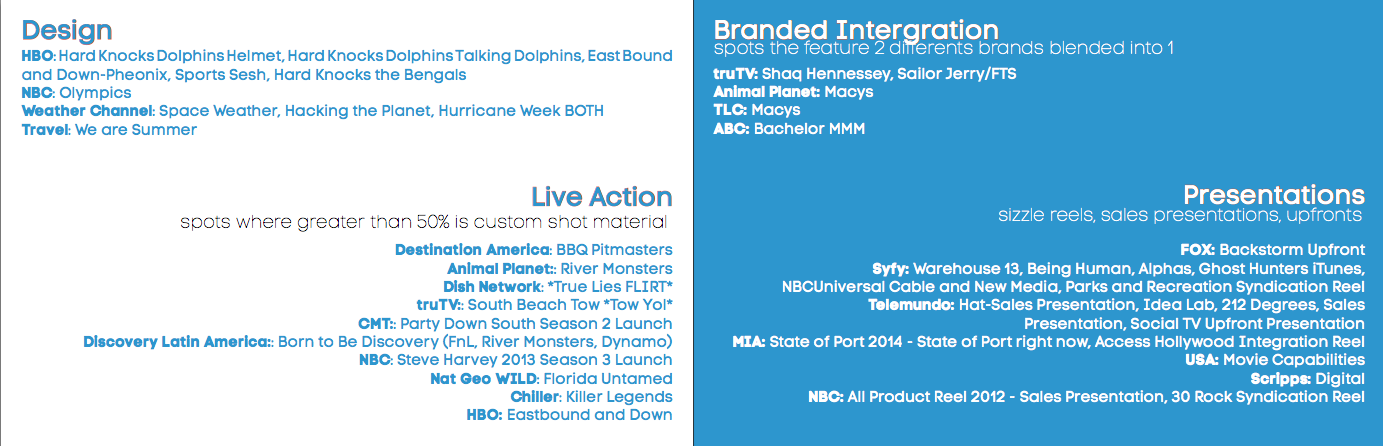 Design
HBO: Hard Knocks Dolphins Helmet, Hard Knocks Dolphins Talking Dolphins, East Bound
and Down-Pheonix, Sports Sesh, Hard Knocks the Bengals
NBC: Olympics
Weather Channel: Space Weather, Hacking the Planet, Hurricane Week BOTH
Travel: We are Summer
Live Action
spots where greater than 50% is custom shot material
Destination America: BBQ Pitmasters
Animal Planet:: River Monsters
Dish Network: *True Lies FLIRT*
truTV:: South Beach Tow *Tow Yo!*
CMT:: Party Down South Season 2 Launch
Discovery Latin America:: Born to Be Discovery (FnL, River Monsters, Dynamo)
NBC: Steve Harvey 2013 Season 3 Launch
Nat Geo WILD: Florida Untamed
Chiller: Killer Legends
HBO: Eastbound and Down
Branded Intergration
spots the feature 2 differents brands blended into 1
truTV: Shaq Hennessey, Sailor Jerry/FTS
Animal Planet: Macys
TLC: Macys
ABC: Bachelor MMM
Presentations
sizzle reels, sales presentations, upfronts
FOX: Backstorm Upfront
Syfy: Warehouse 13, Being Human, Alphas, Ghost Hunters iTunes,
NBCUniversal Cable and New Media, Parks and Recreation Syndication Reel
Telemundo: Hat-Sales Presentation, Idea Lab, 212 Degrees, Sales
Presentation, Social TV Upfront Presentation
MIA: State of Port 2014 - State of Port right now, Access Hollywood Integration Reel
USA: Movie Capabilities
Scripps: Digital
NBC: All Product Reel 2012 - Sales Presentation, 30 Rock Syndication Reel